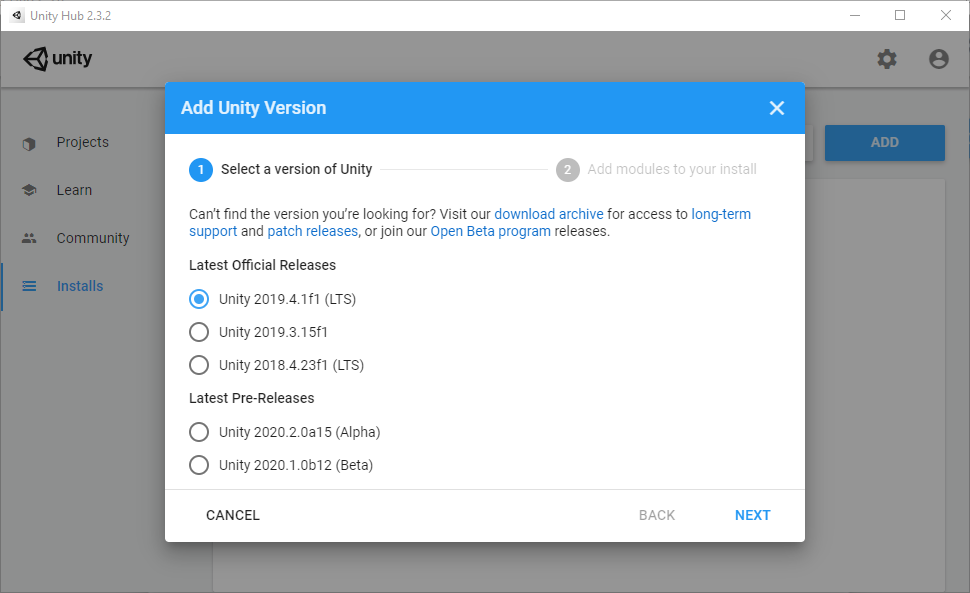 Unity Hub 2.3.2
unity
Projects
Learn
Community
Installs
ADD
Add Unity Version
1 Select a version of Unity
2 Add modules to your install
Can’t find the version you’re looking for? Visit our download archive for access to long-term
support and patch releases, or join our Open Beta program releases.
Latest Official Releases
Unity 2019.4.1f1 (LTS)
Unity 2019.3.15f1
Unity 2018.4.23f1 (LTS)
Latest Pre-Releases
Unity 2020.2.0a15 (Alpha)
Unity 2020.1.0b12 (Beta)
CANCEL
BACK
NEXT